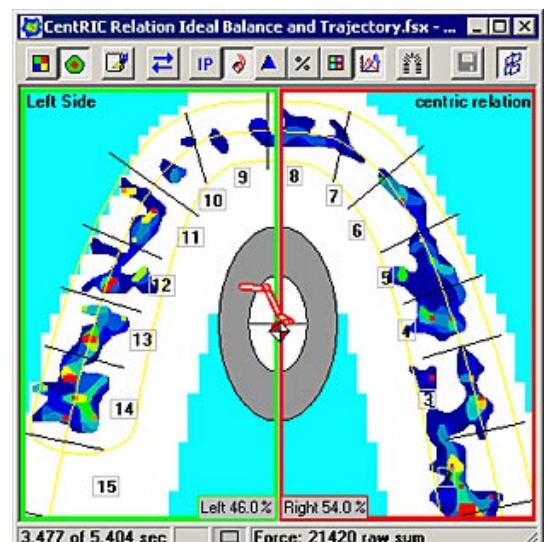 CentRIC Relation Ideal Balance and Trajectory.fsx - ...
IP %
Left Side centric relation
9 8
10 7
11 6
12 5
13 4
14 3
15
Left 46.0 % Right 54.0 %
3.477 of 5.404 sec Force: 21420 raw sum